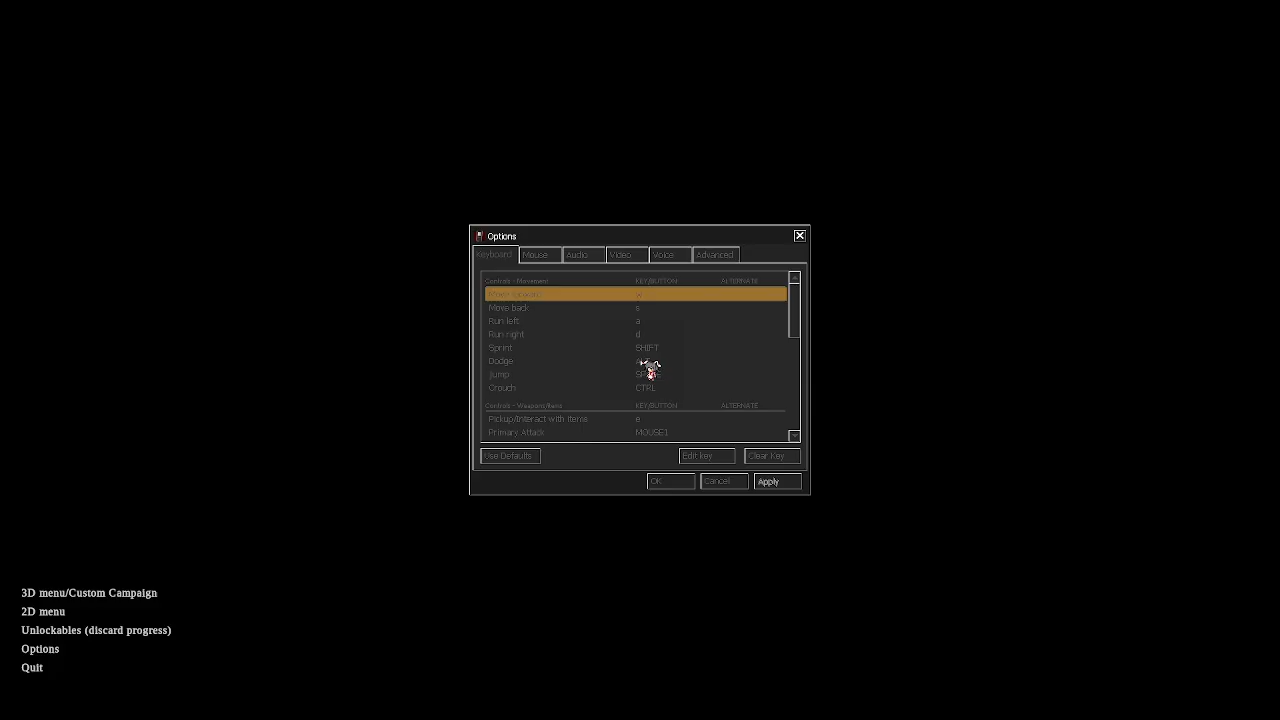 Options
Keyboard Mouse Audio Video Voice Advanced
Controls - Movement KEY/BUTTON ALTERNATE
Move forward w
Move back s
Run left a
Run right d
Sprint SHIFT
Dodge
Jump
Crouch CTRL
Controls - Weapons/Items KEY/BUTTON ALTERNATE
Pickup/Interact with items e
Primary Attack MOUSE1
Use Defaults Edit key Clear Key
OK Cancel Apply
3D menu/Custom Campaign
2D menu
Unlockables (discard progress)
Options
Quit